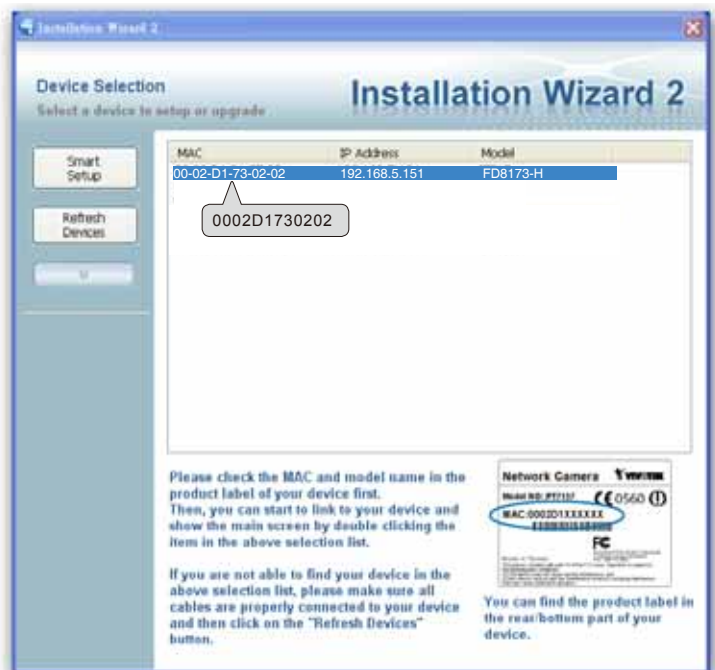 Installation Wizard 2
Device Selection
Select a device to setup or upgrade
Installation Wizard 2
Smart
Setup
Refresh
Devices
MAC IP Address Model
00-02-D1-73-02-02 192.168.5.151 FD8173-H
0002D1730202
Please check the MAC and model name in the
product label of your device first.
Then, you can start to link to your device and
show the main screen by double clicking the
item in the above selection list.
If you are not able to find your device in the
above selection list, please make sure all
cables are properly connected to your device
and then click on the "Refresh Devices"
button.
Network Camera VIVOTEK
Model NO: PT7137 CE0560
MAC:0002D1XXXXXX
FC
You can find the product label in
the rear/bottom part of your
device.